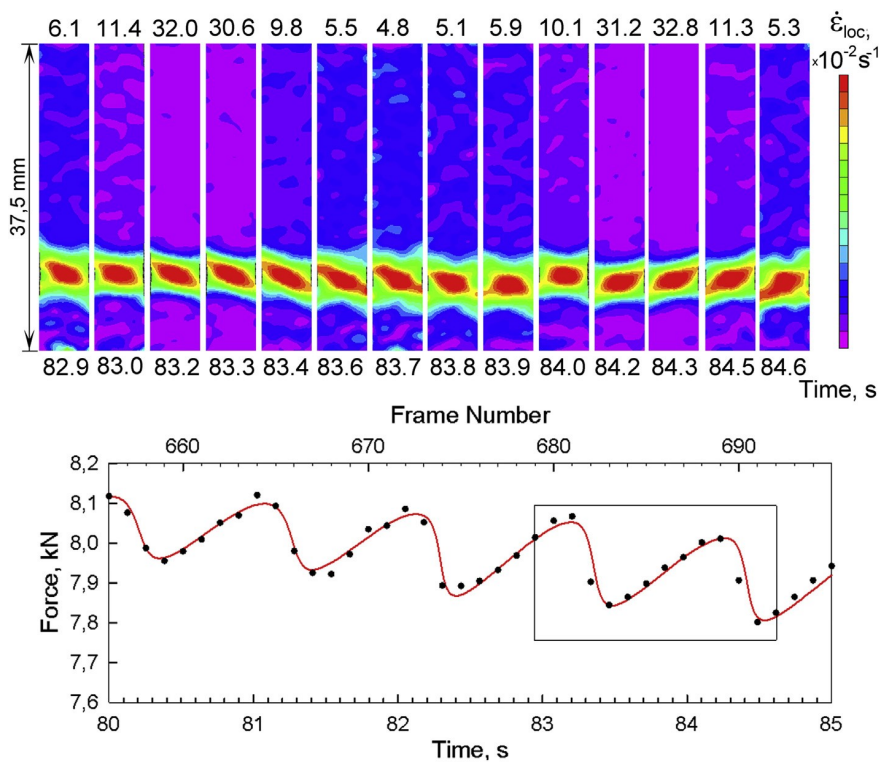 6.1 11.4 32.0 30.6 9.8 5.5 4.8 5.1 5.9 10.1 31.2 32.8 11.3 5.3
ε̇loc,
×10⁻²s⁻¹
37,5 mm
82.9 83.0 83.2 83.3 83.4 83.6 83.7 83.8 83.9 84.0 84.2 84.3 84.5 84.6
Time, s
Frame Number
660 670 680 690
8,2
8,1
8,0
7,9
7,8
7,7
7,6
Force, kN
80 81 82 83 84 85
Time, s